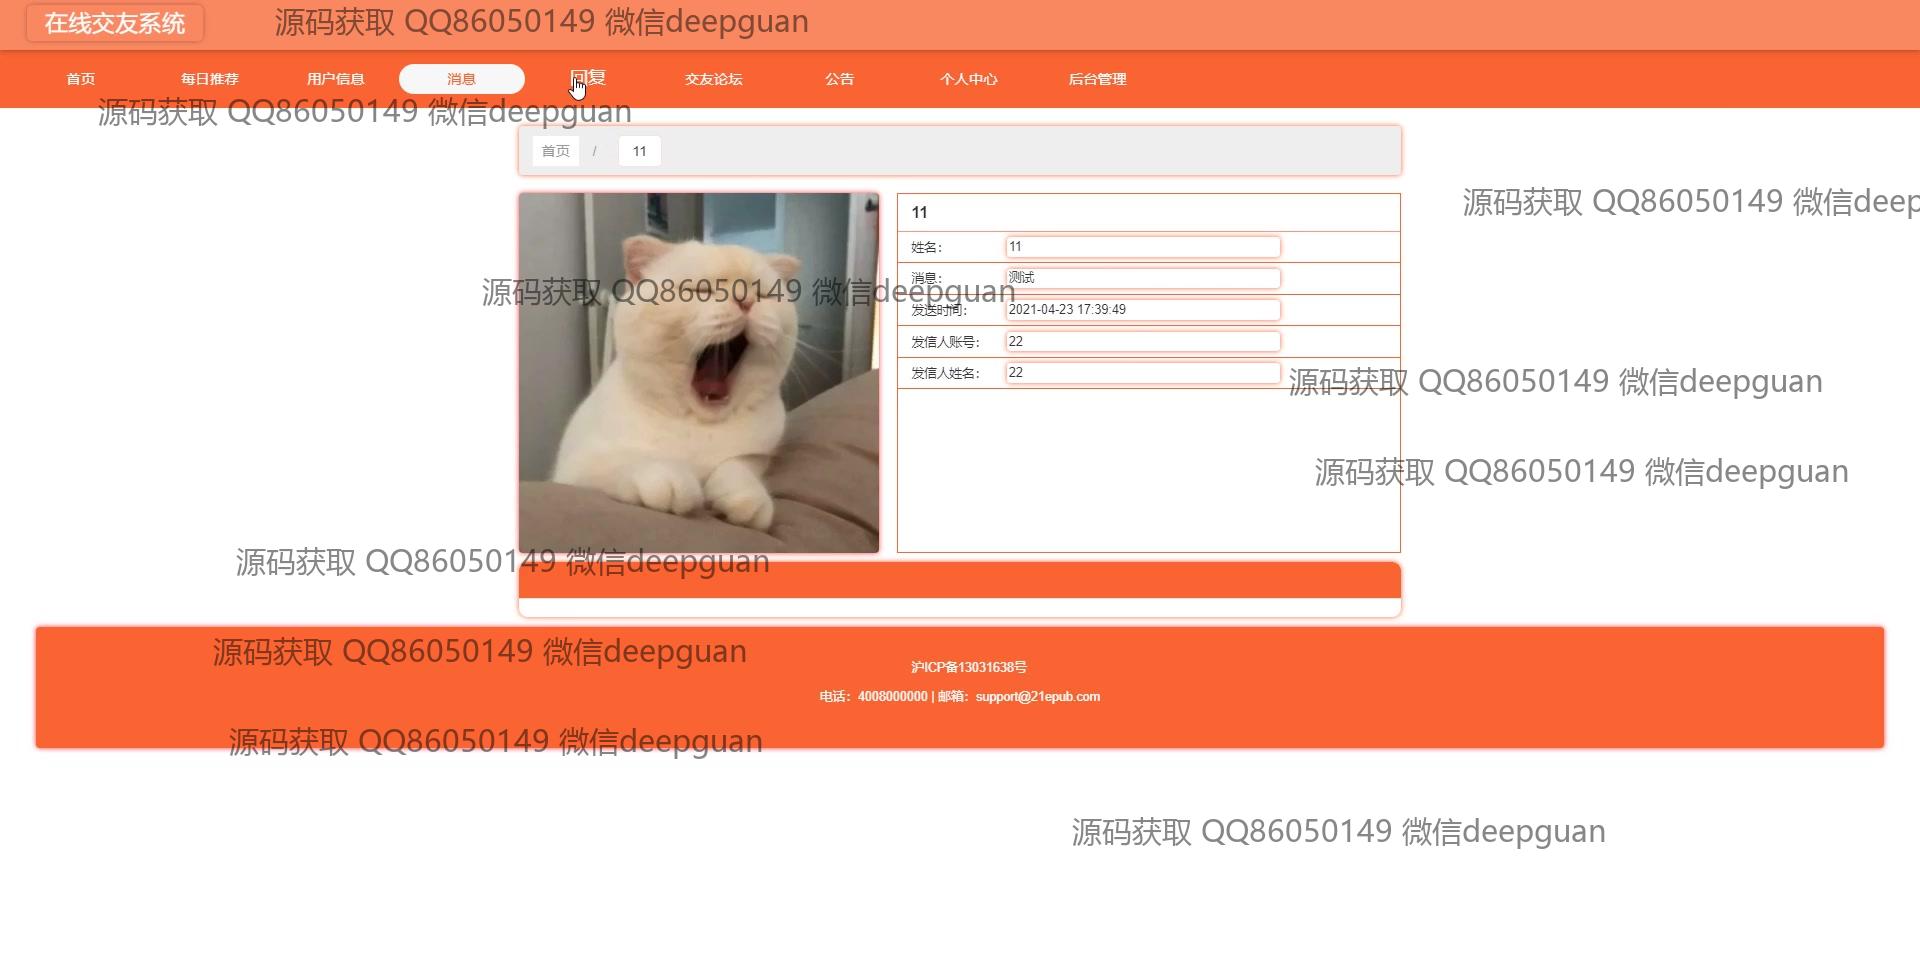 在线交友系统
源码获取 QQ86050149 微信deepguan
首页 每日推荐 用户信息 消息 回复 交友论坛 公告 个人中心 后台管理
源码获取 QQ86050149 微信deepguan
首页 / 11
源码获取 QQ86050149 微信deep
11
姓名： 11
消息： 测试
源码获取 QQ86050149 微信deepguan
发送时间： 2021-04-23 17:39:49
发信人账号： 22
发信人姓名： 22
源码获取 QQ86050149 微信deepguan
源码获取 QQ86050149 微信deepguan
源码获取 QQ86050149 微信deepguan
源码获取 QQ86050149 微信deepguan
沪ICP备13031638号
电话：4008000000 | 邮箱：support@21epub.com
源码获取 QQ86050149 微信deepguan
源码获取 QQ86050149 微信deepguan